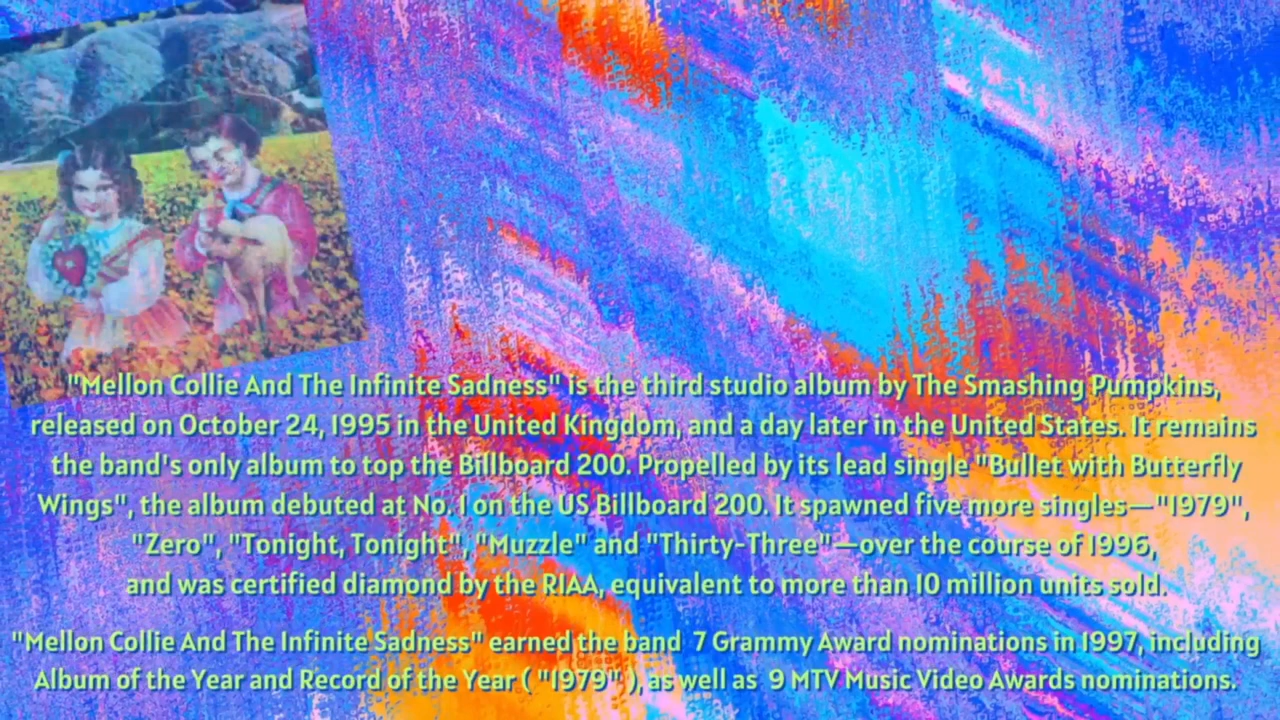 "Mellon Collie And The Infinite Sadness" is the third studio album by The Smashing Pumpkins,
released on October 24, 1995 in the United Kingdom, and a day later in the United States. It remains
the band's only album to top the Billboard 200. Propelled by its lead single "Bullet with Butterfly
Wings", the album debuted at No. 1 on the US Billboard 200. It spawned five more singles—"1979",
"Zero", "Tonight, Tonight", "Muzzle" and "Thirty-Three"—over the course of 1996,
and was certified diamond by the RIAA, equivalent to more than 10 million units sold.
"Mellon Collie And The Infinite Sadness" earned the band  7 Grammy Award nominations in 1997, including
Album of the Year and Record of the Year ( "1979" ), as well as  9 MTV Music Video Awards nominations.